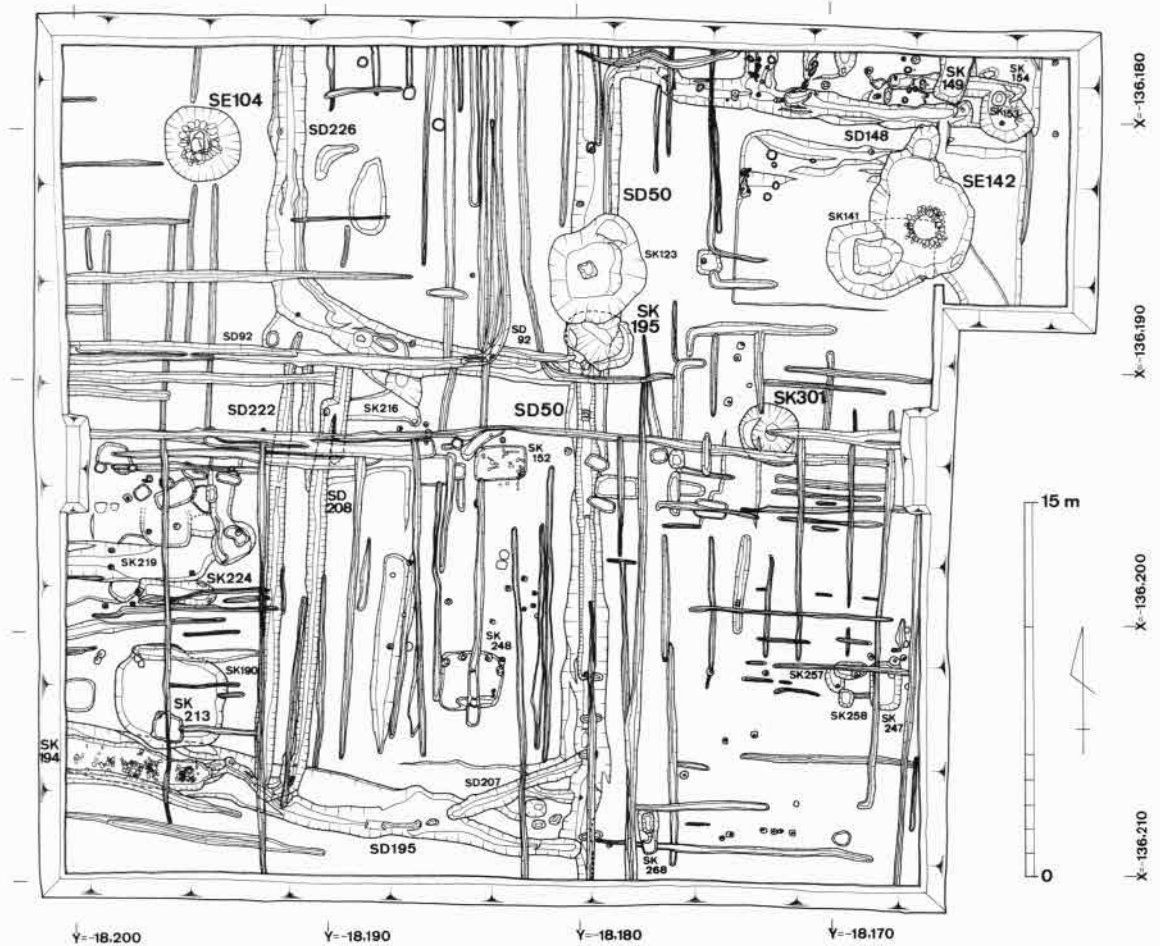 SK
149
SK
154
X=-136.180
SE104
SK153
SD226
SD148
SE142
SD50
SK141
SK123
SK
195
X=-136.190
SD92
SD
92
SD222
SK216
SD50
SK301
SK
152
SD
208
15 m
SK219
SK224
X=-136.200
SK
248
SK190
SK257
SK
213
SK258
SK
247
SK
194
SD207
SD195
SK
268
X=-136.210
0
Y=-18.200
Y=-18.190
Y=-18.180
Y=-18.170